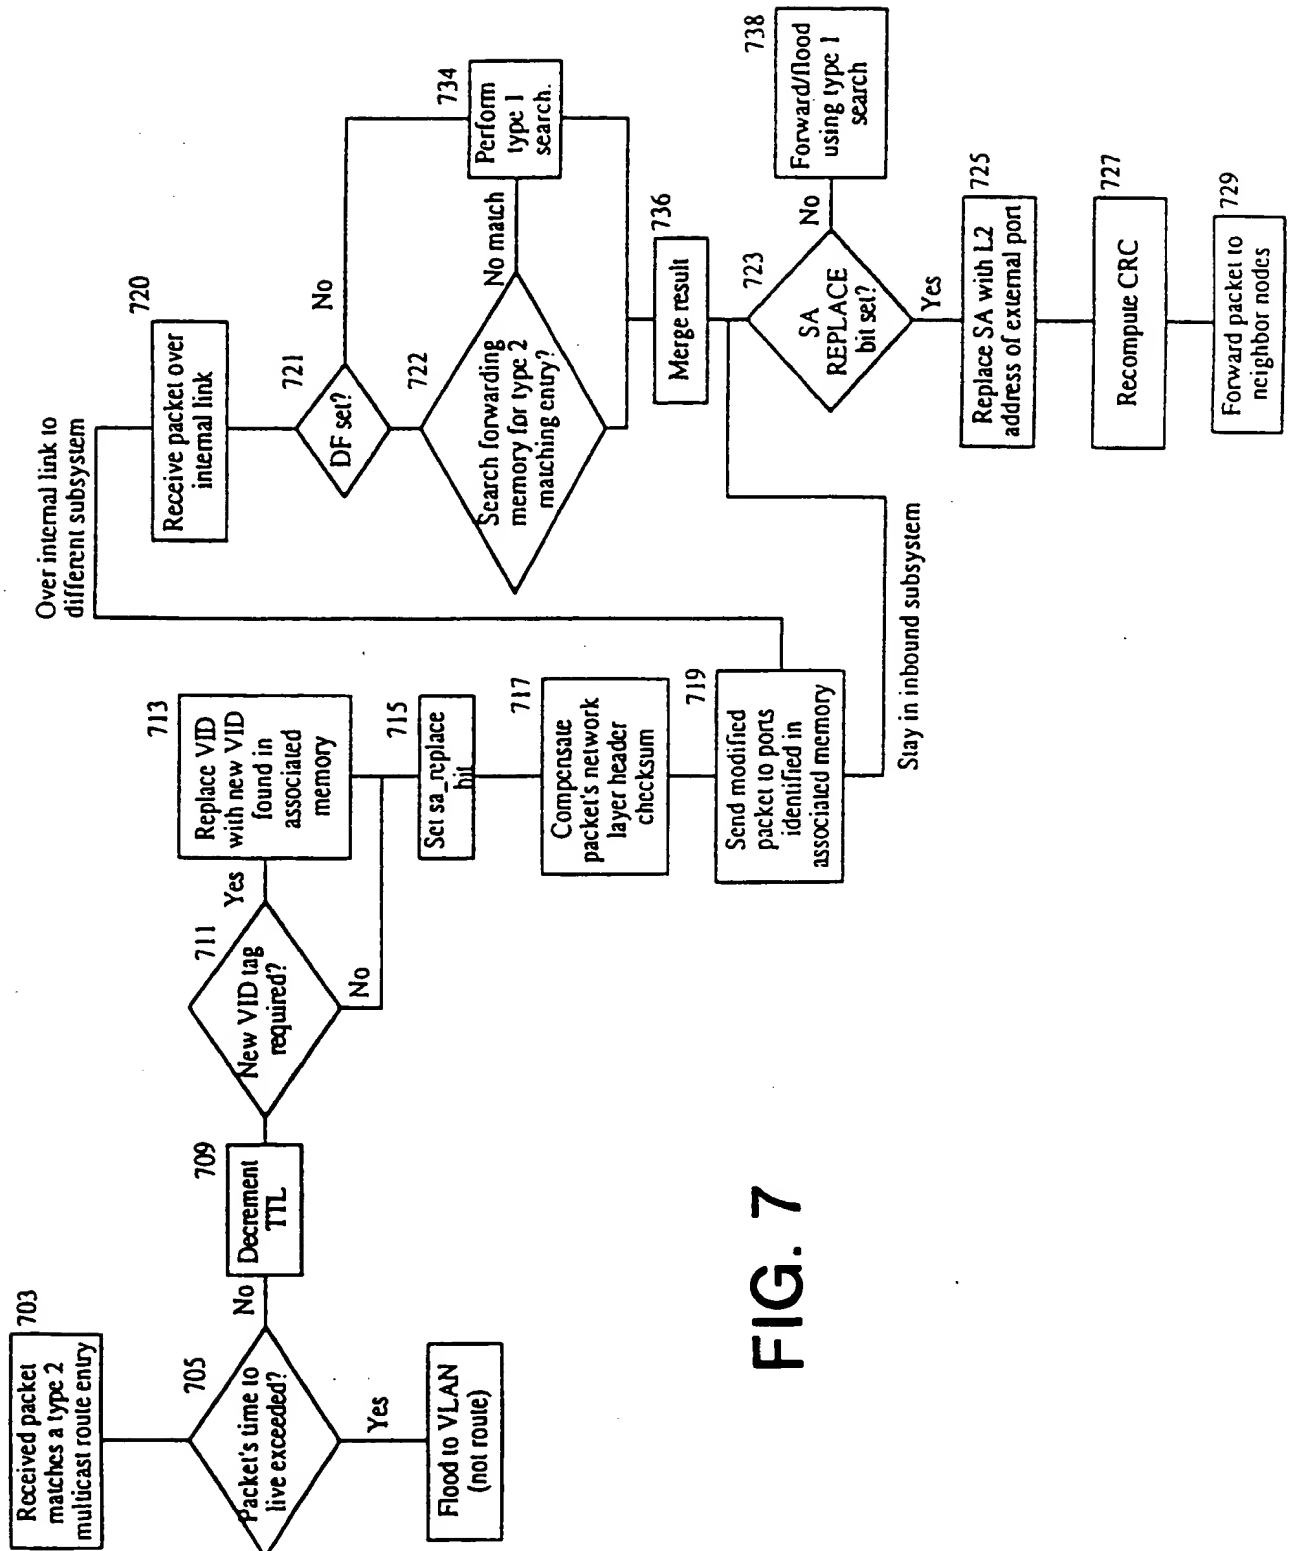 703
Received packet
matches a type 2
multicast route entry
705
Packet's time to
live exceeded?
Yes
Flood to VLAN
(not route)
No
709
Decrement
TTL
711
New VID tag
required?
Yes
No
713
Replace VID
with new VID
found in
associated
memory
715
Set sa_replace
bit
717
Compensate
packet's network
layer header
checksum
719
Send modified
packet to ports
identified in
associated memory
Over internal link to
different subsystem
Stay in inbound subsystem
720
Receive packet over
internal link
721
DF set?
No
722
Search forwarding
memory for type 2
matching entry?
No match
734
Perform
type 1
search.
736
Merge result
723
SA
REPLACE
bit set?
No
738
Forward/flood
using type 1
search
Yes
725
Replace SA with L2
address of external port
727
Recompute CRC
729
Forward packet to
neighbor nodes
FIG. 7